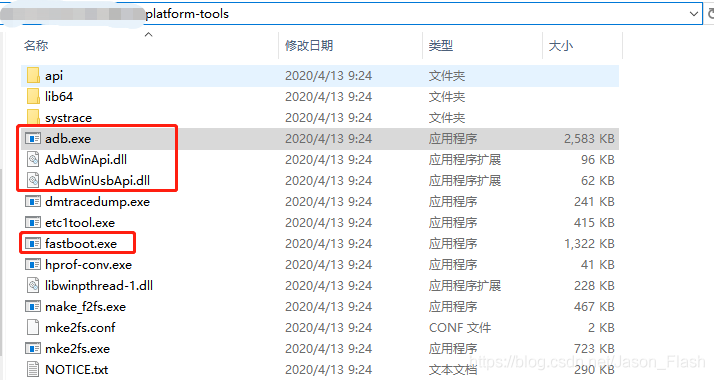 platform-tools
名称 修改日期 类型 大小
api 2020/4/13 9:24 文件夹
lib64 2020/4/13 9:24 文件夹
systrace 2020/4/13 9:24 文件夹
adb.exe 2020/4/13 9:24 应用程序 2,583 KB
AdbWinApi.dll 2020/4/13 9:24 应用程序扩展 96 KB
AdbWinUsbApi.dll 2020/4/13 9:24 应用程序扩展 62 KB
dmtracedump.exe 2020/4/13 9:24 应用程序 241 KB
etc1tool.exe 2020/4/13 9:24 应用程序 415 KB
fastboot.exe 2020/4/13 9:24 应用程序 1,322 KB
hprof-conv.exe 2020/4/13 9:24 应用程序 41 KB
libwinpthread-1.dll 2020/4/13 9:24 应用程序扩展 228 KB
make_f2fs.exe 2020/4/13 9:24 应用程序 467 KB
mke2fs.conf 2020/4/13 9:24 CONF 文件 2 KB
mke2fs.exe 2020/4/13 9:24 应用程序 723 KB
NOTICE.txt 2020/4/13 9:24 文本文档 290 KB
https://blog.csdn.net/Jason_Flash